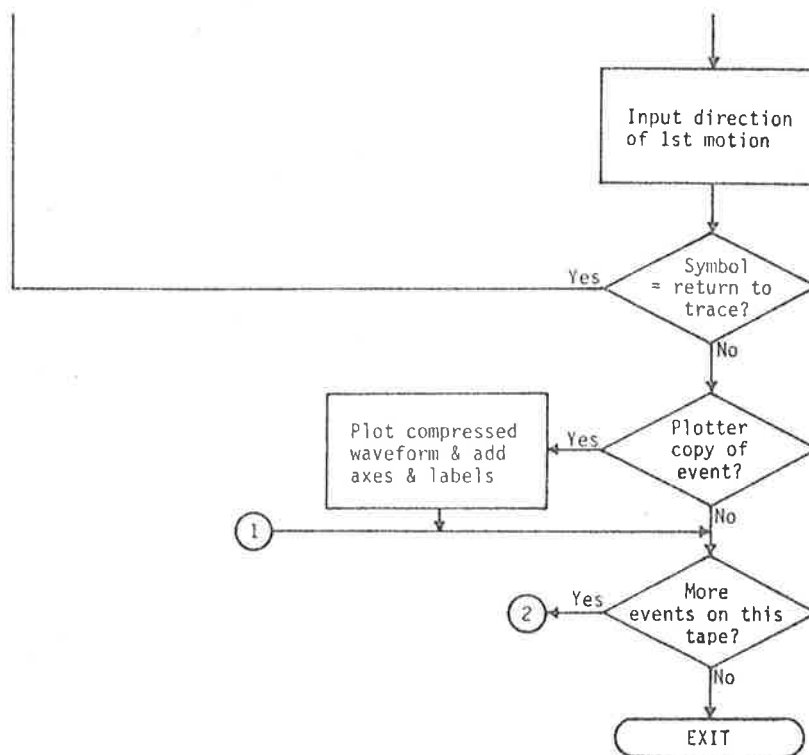 Input direction
of 1st motion
Yes
Symbol
= return to
trace?
No
Plot compressed
waveform & add
axes & labels
Yes
Plotter
copy of
event?
No
1
2
Yes
More
events on this
tape?
No
EXIT